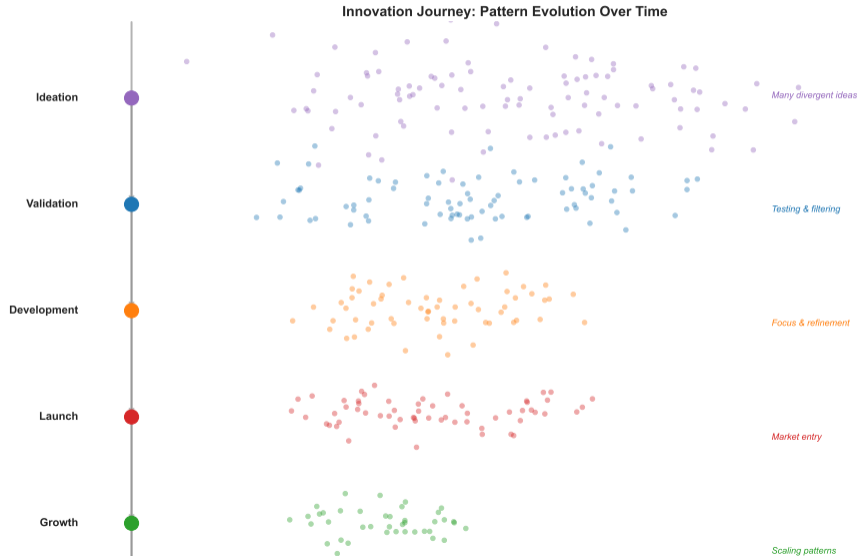 Innovation Journey: Pattern Evolution Over Time
Ideation
Many divergent ideas
Validation
Testing & filtering
Development
Focus & refinement
Launch
Market entry
Growth
Scaling patterns